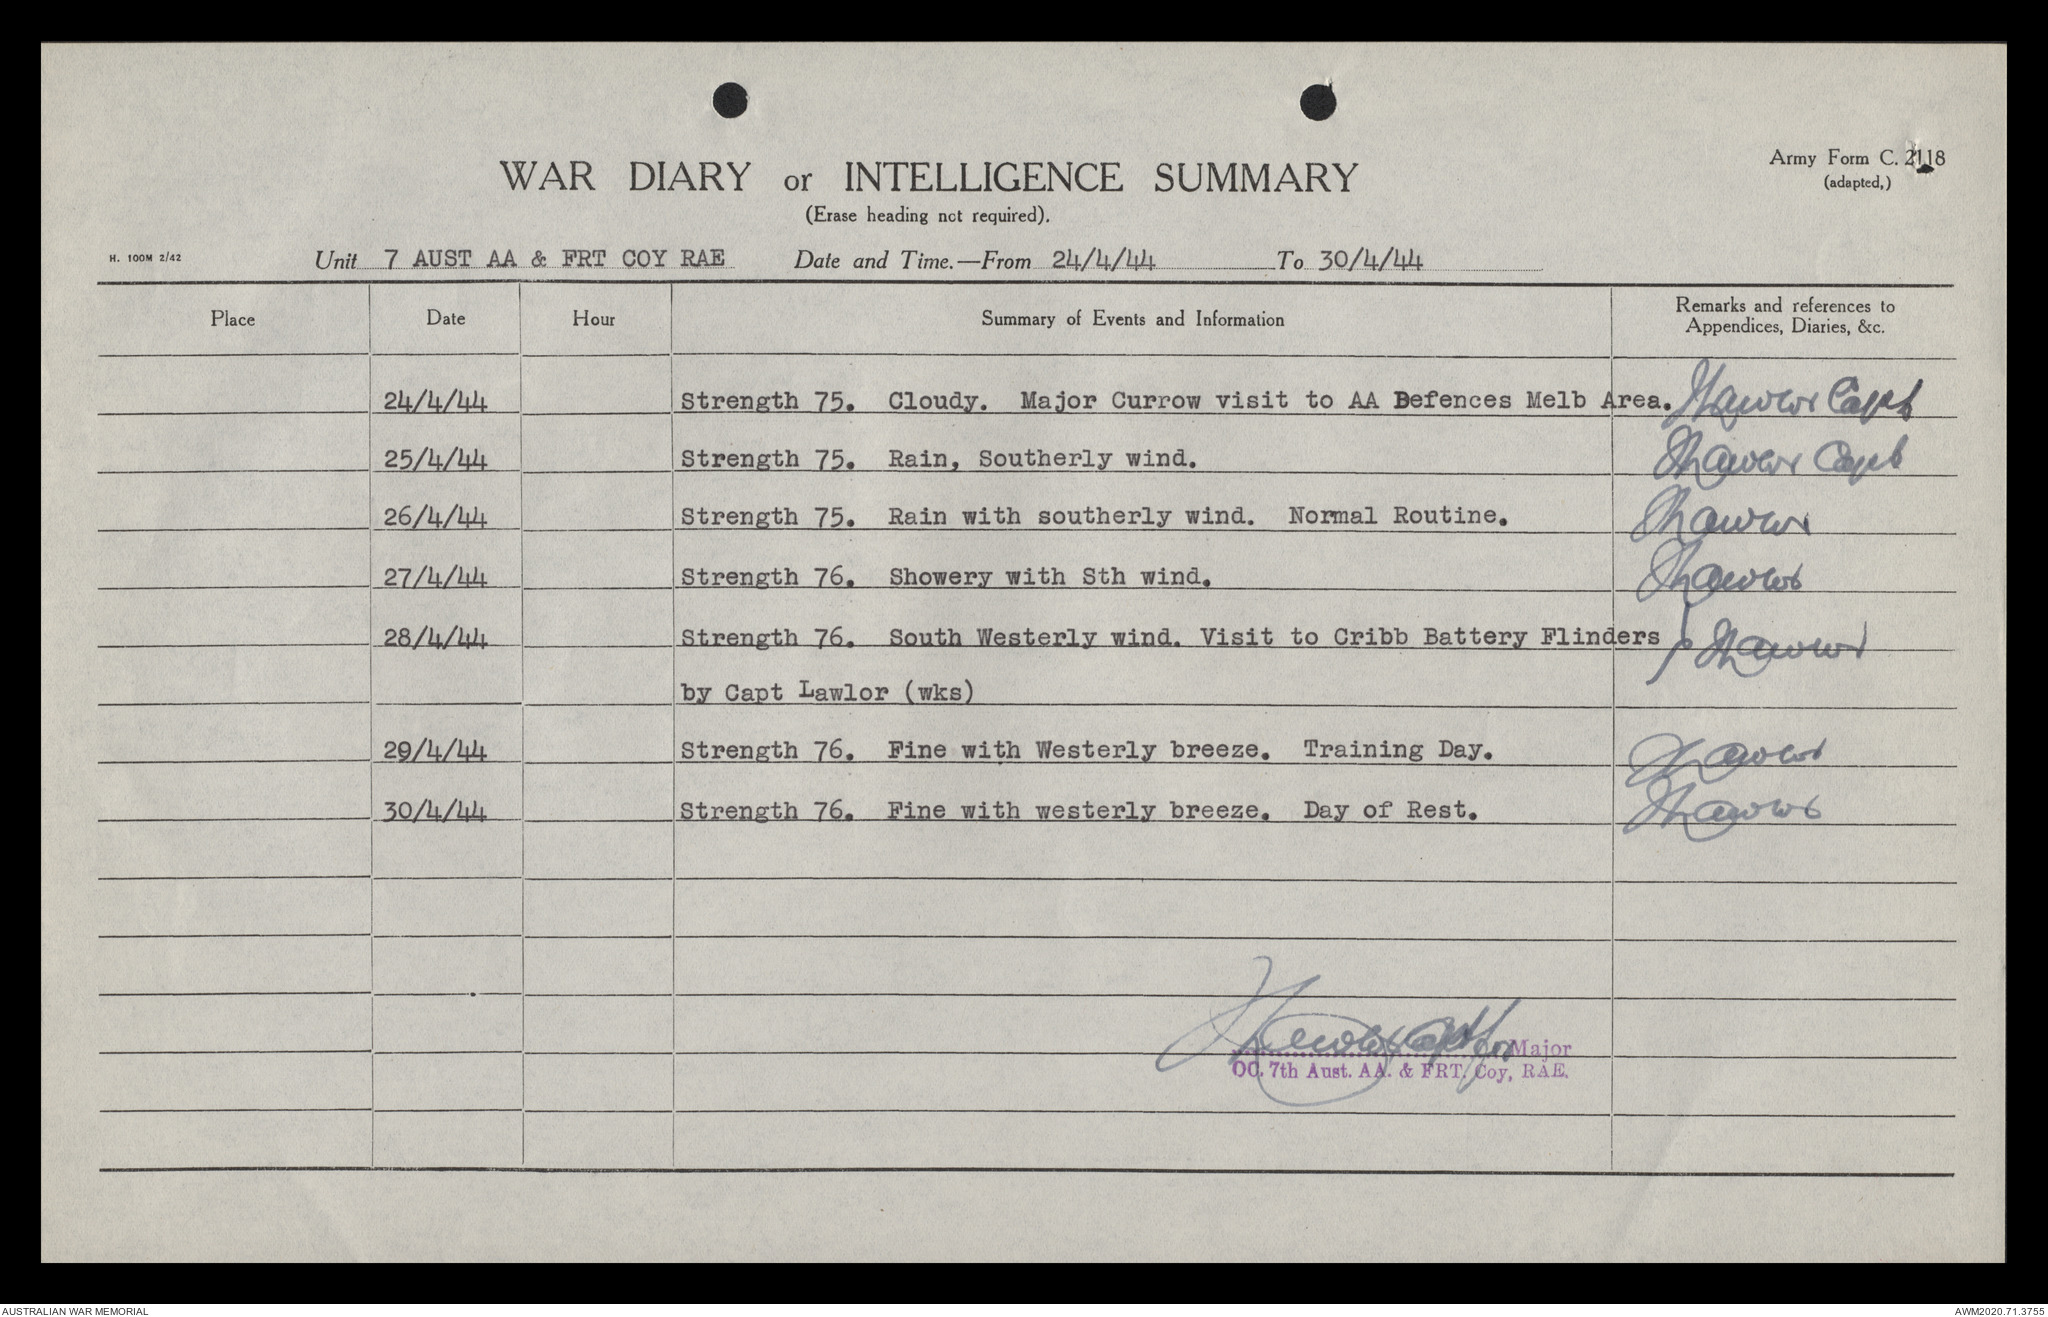 WAR DIARY or INTELLIGENCE SUMMARY
(Erase heading not required).
Army Form C. 2118
(adapted,)
H. 100M 2/42
Unit 7 AUST AA & FRT COY RAE Date and Time.—From 24/4/44 To 30/4/44
Place Date Hour Summary of Events and Information Remarks and references to
Appendices, Diaries, &c.
24/4/44 Strength 75. Cloudy. Major Currow visit to AA Defences Melb Area. Capt
25/4/44 Strength 75. Rain, Southerly wind. Capt
26/4/44 Strength 75. Rain with southerly wind. Normal Routine.
27/4/44 Strength 76. Showery with Sth wind.
28/4/44 Strength 76. South Westerly wind. Visit to Cribb Battery Flinders
by Capt Lawlor (wks)
29/4/44 Strength 76. Fine with Westerly breeze. Training Day.
30/4/44 Strength 76. Fine with westerly breeze. Day of Rest.
Capt for Major
OC. 7th Aust. AA. & FRT. Coy, RAE.
AUSTRALIAN WAR MEMORIAL
AWM2020.71.3755